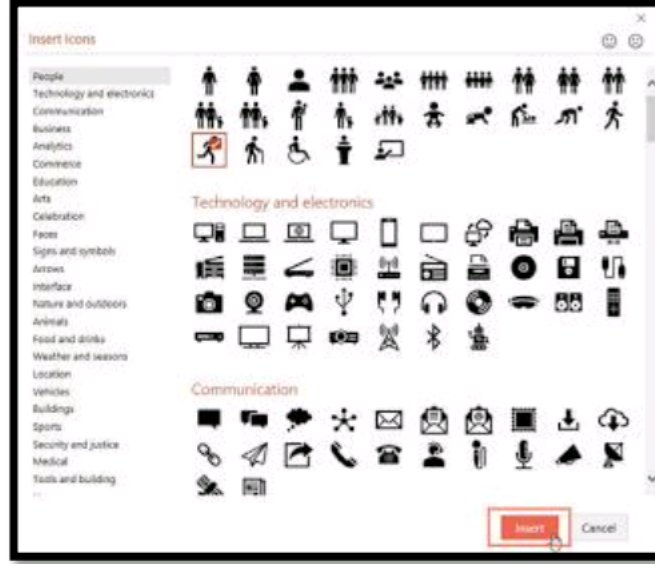 Insert Icons
People
Technology and electronics
Communication
Business
Analytics
Commerce
Education
Arts
Celebration
Faces
Signs and symbols
Arrows
Interface
Nature and outdoors
Animals
Food and drinks
Weather and seasons
Location
Vehicles
Buildings
Sports
Security and justice
Medical
Tools and building
Technology and electronics
Communication
Insert
Cancel